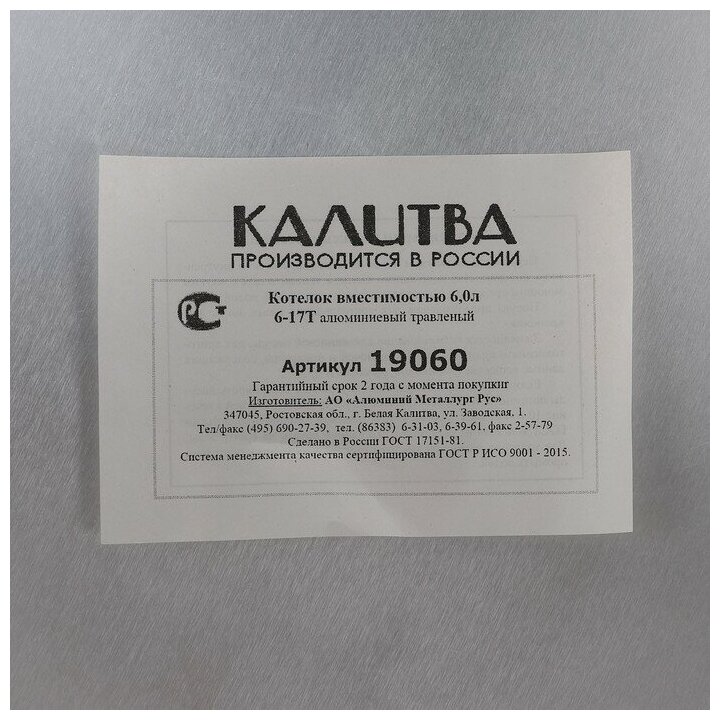 КАЛИТВА
ПРОИЗВОДИТСЯ В РОССИИ
РСТ
Котелок вместимостью 6,0л
6-17Т алюминиевый травленый
Артикул 19060
Гарантийный срок 2 года с момента покупкиг
Изготовитель: АО «Алюминий Металлург Рус»
347045, Ростовская обл., г. Белая Калитва, ул. Заводская, 1.
Тел/факс (495) 690-27-39, тел. (86383) 6-31-03, 6-39-61, факс 2-57-79
Сделано в России ГОСТ 17151-81.
Система менеджмента качества сертифицирована ГОСТ Р ИСО 9001 - 2015.